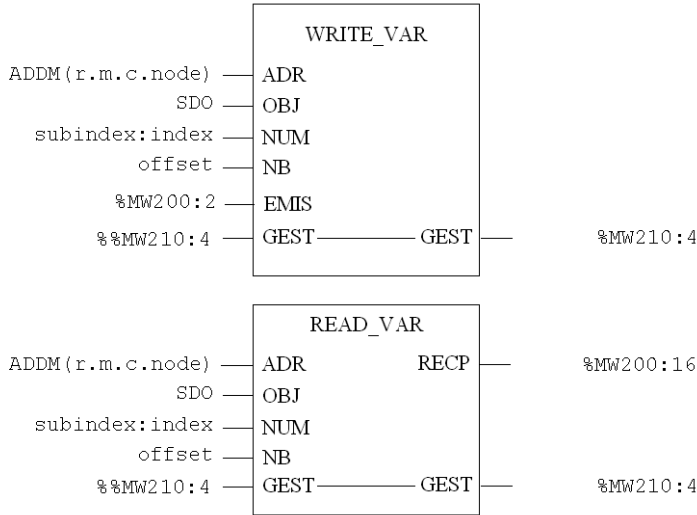 WRITE_VAR
ADDM(r.m.c.node) ADR
SDO OBJ
subindex:index NUM
offset NB
%MW200:2 EMIS
%%MW210:4 GEST GEST %MW210:4
READ_VAR
ADDM(r.m.c.node) ADR RECP %MW200:16
SDO OBJ
subindex:index NUM
offset NB
%%MW210:4 GEST GEST %MW210:4